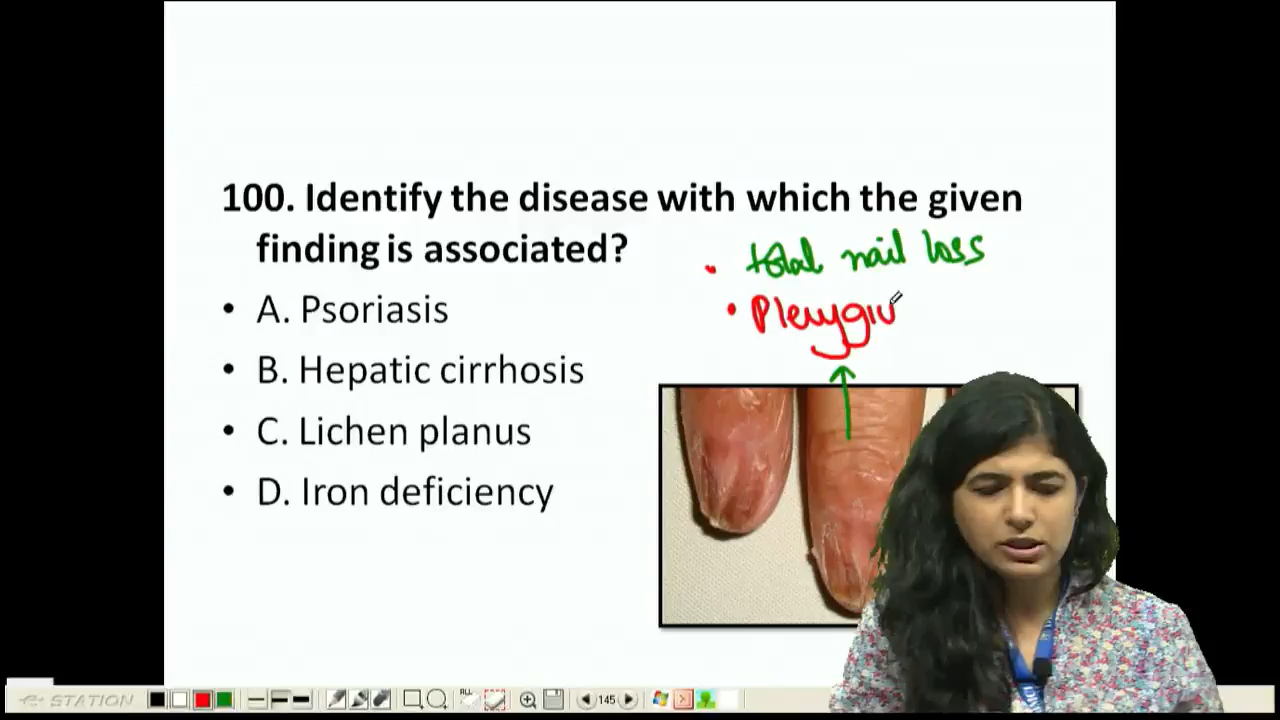 100. Identify the disease with which the given
finding is associated?
• total nail loss
• A. Psoriasis
• Pterygiu
• B. Hepatic cirrhosis
• C. Lichen planus
• D. Iron deficiency
STATION
145